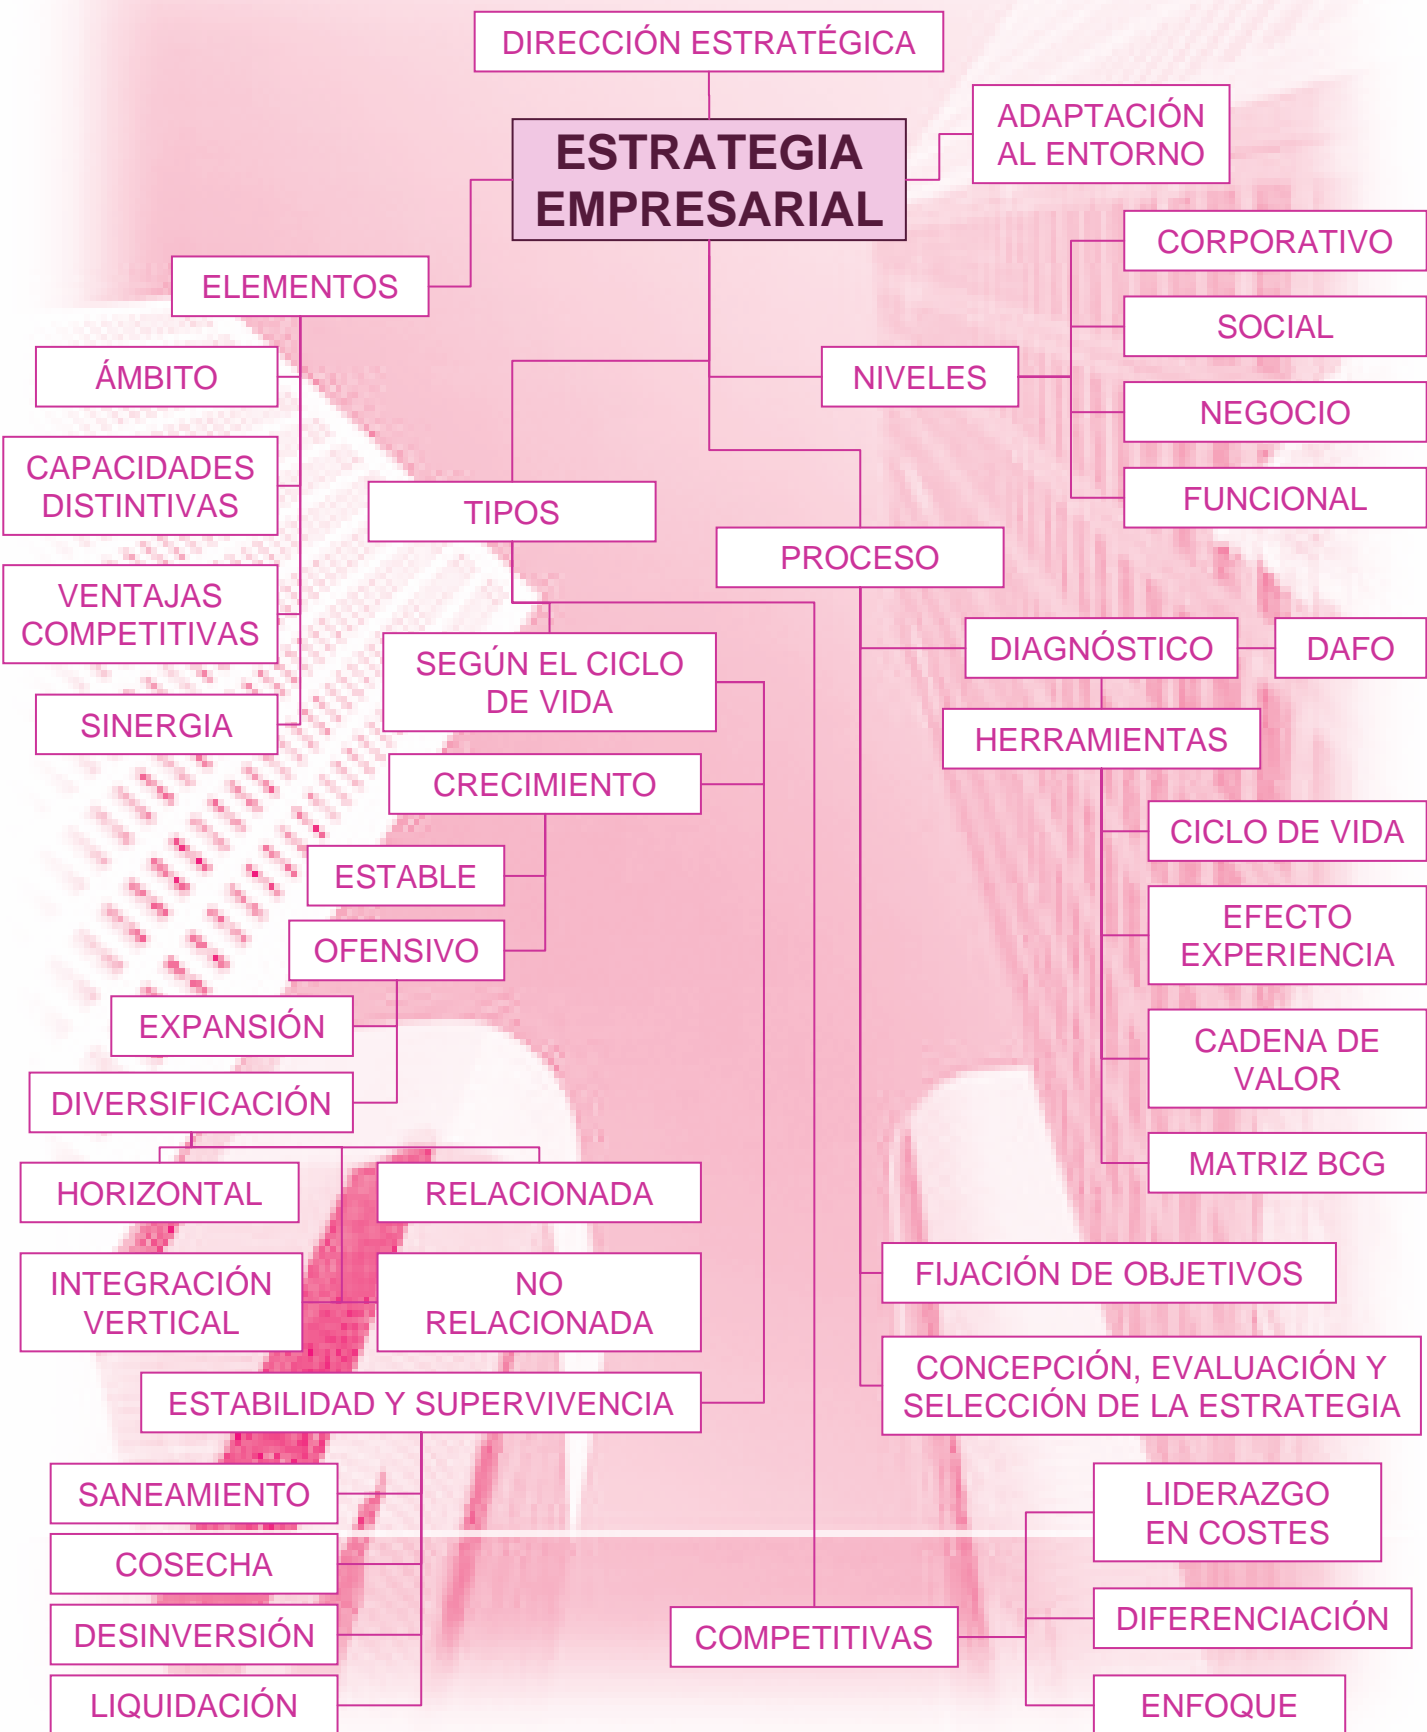 DIRECCIÓN ESTRATÉGICA
ESTRATEGIA
EMPRESARIAL
ADAPTACIÓN
AL ENTORNO
ELEMENTOS
ÁMBITO
CAPACIDADES
DISTINTIVAS
VENTAJAS
COMPETITIVAS
SINERGIA
NIVELES
CORPORATIVO
SOCIAL
NEGOCIO
FUNCIONAL
TIPOS
SEGÚN EL CICLO
DE VIDA
CRECIMIENTO
ESTABLE
OFENSIVO
EXPANSIÓN
DIVERSIFICACIÓN
HORIZONTAL
RELACIONADA
INTEGRACIÓN
VERTICAL
NO
RELACIONADA
ESTABILIDAD Y SUPERVIVENCIA
SANEAMIENTO
COSECHA
DESINVERSIÓN
LIQUIDACIÓN
PROCESO
DIAGNÓSTICO
DAFO
HERRAMIENTAS
CICLO DE VIDA
EFECTO
EXPERIENCIA
CADENA DE
VALOR
MATRIZ BCG
FIJACIÓN DE OBJETIVOS
CONCEPCIÓN, EVALUACIÓN Y
SELECCIÓN DE LA ESTRATEGIA
COMPETITIVAS
LIDERAZGO
EN COSTES
DIFERENCIACIÓN
ENFOQUE